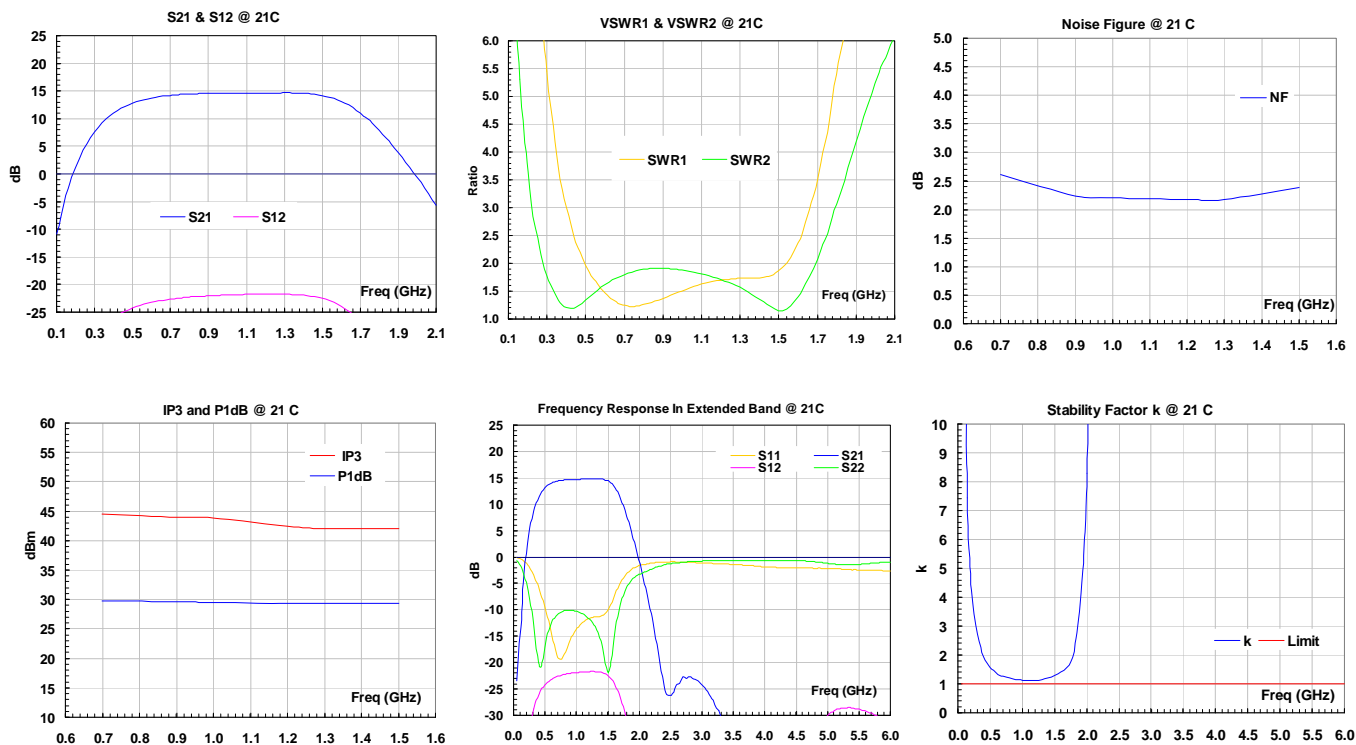 S21 & S12 @ 21C
25
20
15
10
5
0
-5
-10
-15
-20
-25
dB
S21 S12
Freq (GHz)
0.1 0.3 0.5 0.7 0.9 1.1 1.3 1.5 1.7 1.9 2.1
VSWR1 & VSWR2 @ 21C
6.0
5.5
5.0
4.5
4.0
3.5
3.0
2.5
2.0
1.5
1.0
Ratio
SWR1 SWR2
Freq (GHz)
0.1 0.3 0.5 0.7 0.9 1.1 1.3 1.5 1.7 1.9 2.1
Noise Figure @ 21 C
5.0
4.5
4.0
3.5
3.0
2.5
2.0
1.5
1.0
0.5
0.0
dB
NF
Freq (GHz)
0.6 0.7 0.8 0.9 1.0 1.1 1.2 1.3 1.4 1.5 1.6
IP3 and P1dB @ 21 C
60
55
50
45
40
35
30
25
20
15
10
dBm
IP3
P1dB
Freq (GHz)
0.6 0.7 0.8 0.9 1.0 1.1 1.2 1.3 1.4 1.5 1.6
Frequency Response In Extended Band @ 21C
25
20
15
10
5
0
-5
-10
-15
-20
-25
-30
dB
S11 S21
S12 S22
Freq (GHz)
0.0 0.5 1.0 1.5 2.0 2.5 3.0 3.5 4.0 4.5 5.0 5.5 6.0
Stability Factor k @ 21 C
10
9
8
7
6
5
4
3
2
1
0
k
k Limit
Freq (GHz)
0.0 0.5 1.0 1.5 2.0 2.5 3.0 3.5 4.0 4.5 5.0 5.5 6.0